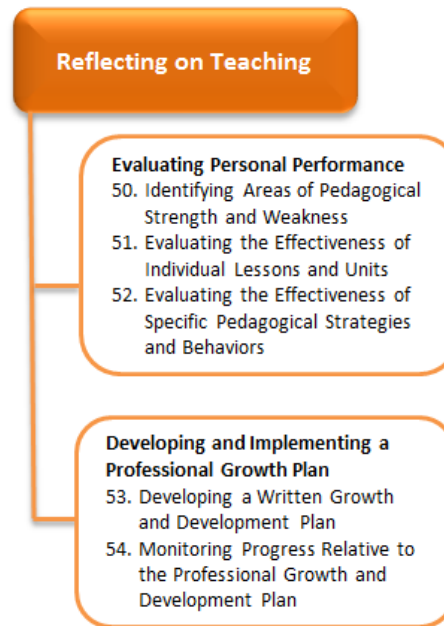 Reflecting on Teaching
Evaluating Personal Performance
50. Identifying Areas of Pedagogical
Strength and Weakness
51. Evaluating the Effectiveness of
Individual Lessons and Units
52. Evaluating the Effectiveness of
Specific Pedagogical Strategies
and Behaviors
Developing and Implementing a
Professional Growth Plan
53. Developing a Written Growth
and Development Plan
54. Monitoring Progress Relative to
the Professional Growth and
Development Plan